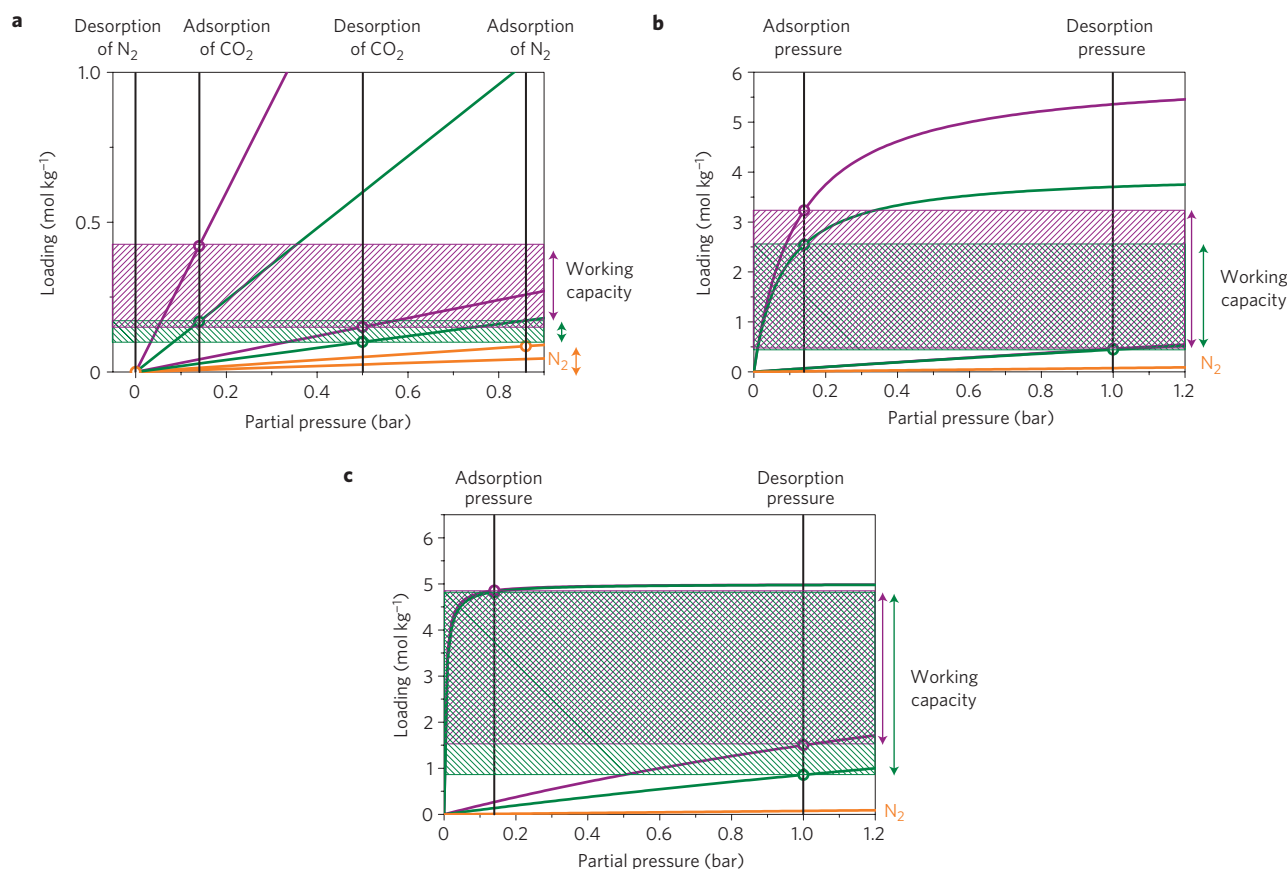 a
Desorption
of N₂
Adsorption
of CO₂
Desorption
of CO₂
Adsorption
of N₂
1.0
0.5
0
Loading (mol kg⁻¹)
0
0.2
0.4
0.6
0.8
Partial pressure (bar)
Working
capacity
N₂
b
Adsorption
pressure
Desorption
pressure
6
5
4
3
2
1
0
Loading (mol kg⁻¹)
0
0.2
0.4
0.6
0.8
1.0
1.2
Partial pressure (bar)
Working
capacity
N₂
c
Adsorption
pressure
Desorption
pressure
6
5
4
3
2
1
0
Loading (mol kg⁻¹)
0
0.2
0.4
0.6
0.8
1.0
1.2
Partial pressure (bar)
Working
capacity
N₂